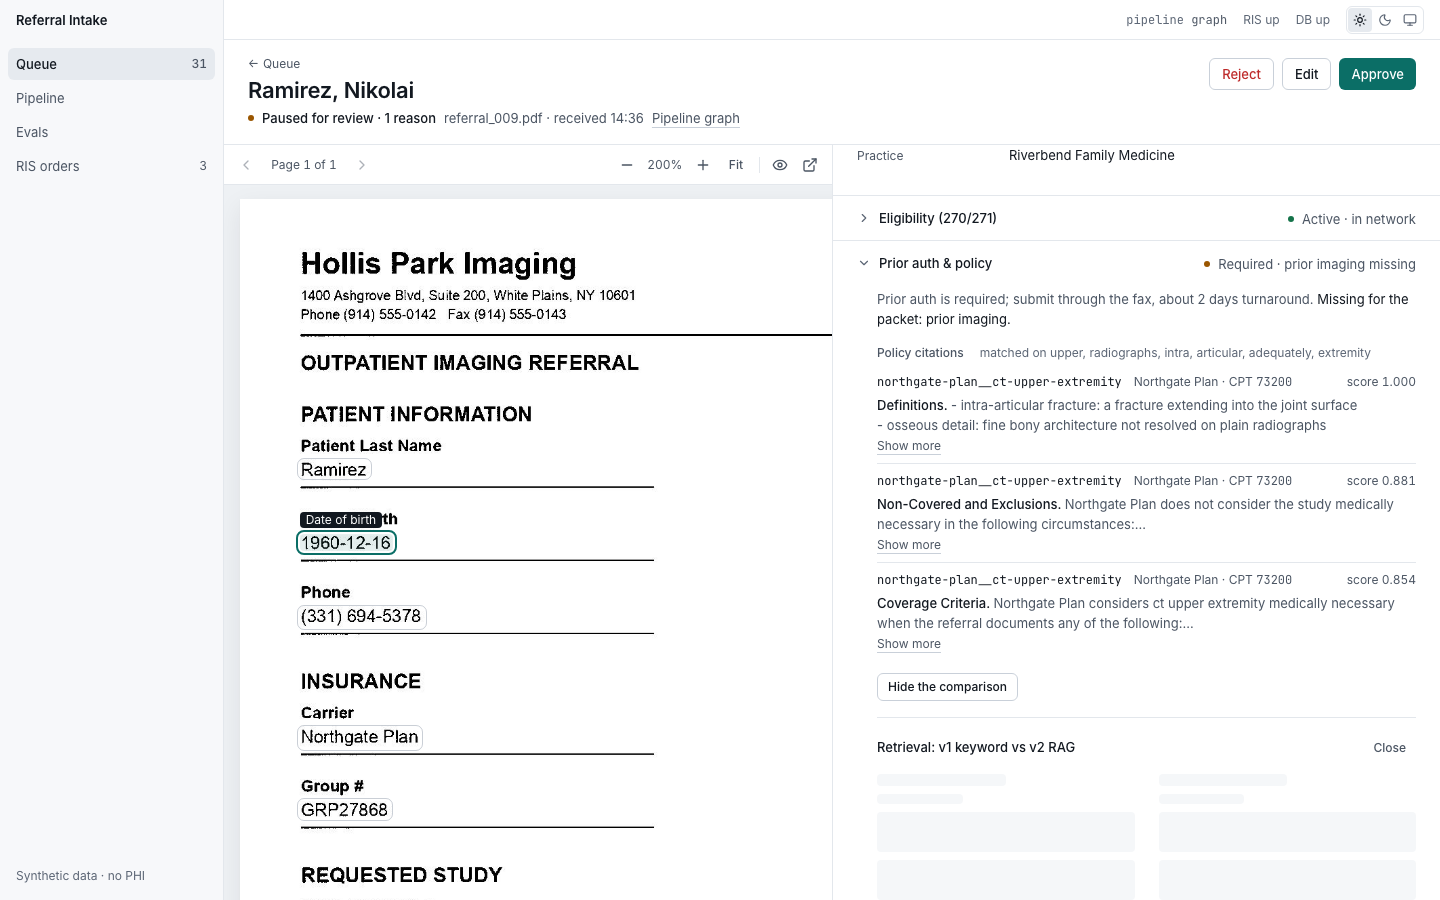 Referral Intake
Queue 31
Pipeline
Evals
RIS orders 3
Synthetic data · no PHI
pipeline graph RIS up DB up
← Queue
Ramirez, Nikolai
Paused for review · 1 reason referral_009.pdf · received 14:36 Pipeline graph
Reject Edit Approve
Page 1 of 1 200% Fit
Hollis Park Imaging
1400 Ashgrove Blvd, Suite 200, White Plains, NY 10601
Phone (914) 555-0142 Fax (914) 555-0143
OUTPATIENT IMAGING REFERRAL
PATIENT INFORMATION
Patient Last Name
Ramirez
Date of birth th
1960-12-16
Phone
(331) 694-5378
INSURANCE
Carrier
Northgate Plan
Group #
GRP27868
REQUESTED STUDY
Practice Riverbend Family Medicine
Eligibility (270/271) Active · in network
Prior auth & policy Required · prior imaging missing
Prior auth is required; submit through the fax, about 2 days turnaround. Missing for the
packet: prior imaging.
Policy citations matched on upper, radiographs, intra, articular, adequately, extremity
northgate-plan__ct-upper-extremity Northgate Plan · CPT 73200 score 1.000
Definitions. - intra-articular fracture: a fracture extending into the joint surface
- osseous detail: fine bony architecture not resolved on plain radiographs
Show more
northgate-plan__ct-upper-extremity Northgate Plan · CPT 73200 score 0.881
Non-Covered and Exclusions. Northgate Plan does not consider the study medically
necessary in the following circumstances:...
Show more
northgate-plan__ct-upper-extremity Northgate Plan · CPT 73200 score 0.854
Coverage Criteria. Northgate Plan considers ct upper extremity medically necessary
when the referral documents any of the following:...
Show more
Hide the comparison
Retrieval: v1 keyword vs v2 RAG Close